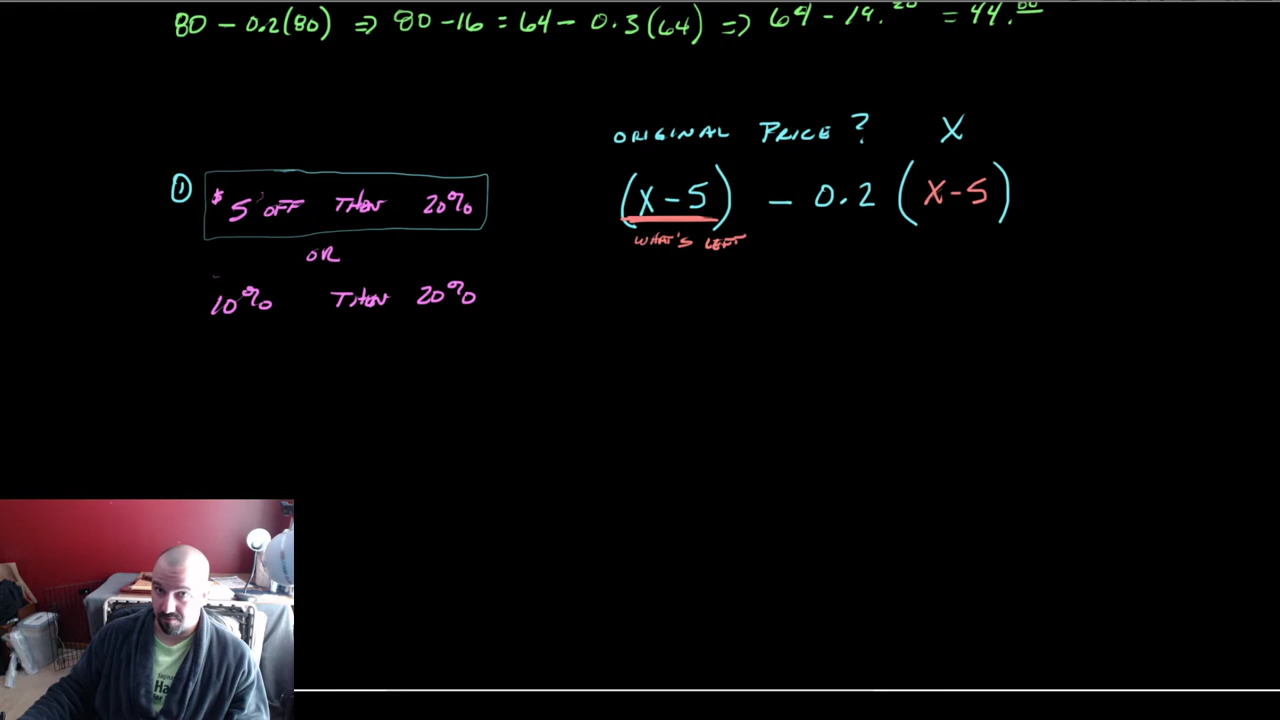 80 - 0.2(80) ⇒ 80 - 16 = 64 - 0.3(64) ⇒ 64 - 19.20 = 44.80
ORIGINAL PRICE? X
① $5 OFF THEN 20%
(X - 5) - 0.2 (X - 5)
WHAT'S LEFT
OR
10% THEN 20%